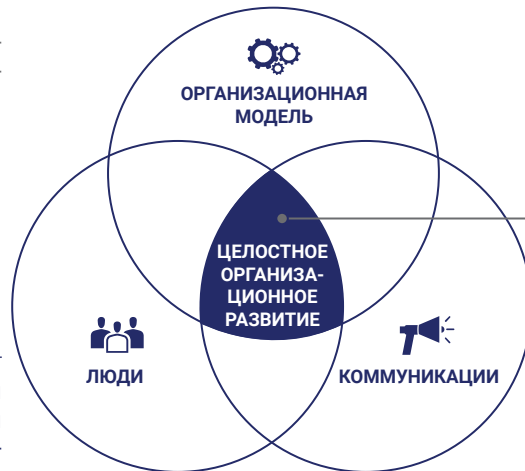 ОРГАНИЗАЦИОННАЯ
МОДЕЛЬ
ЦЕЛОСТНОЕ
ОРГАНИЗА-
ЦИОННОЕ
РАЗВИТИЕ
ЛЮДИ
КОММУНИКАЦИИ